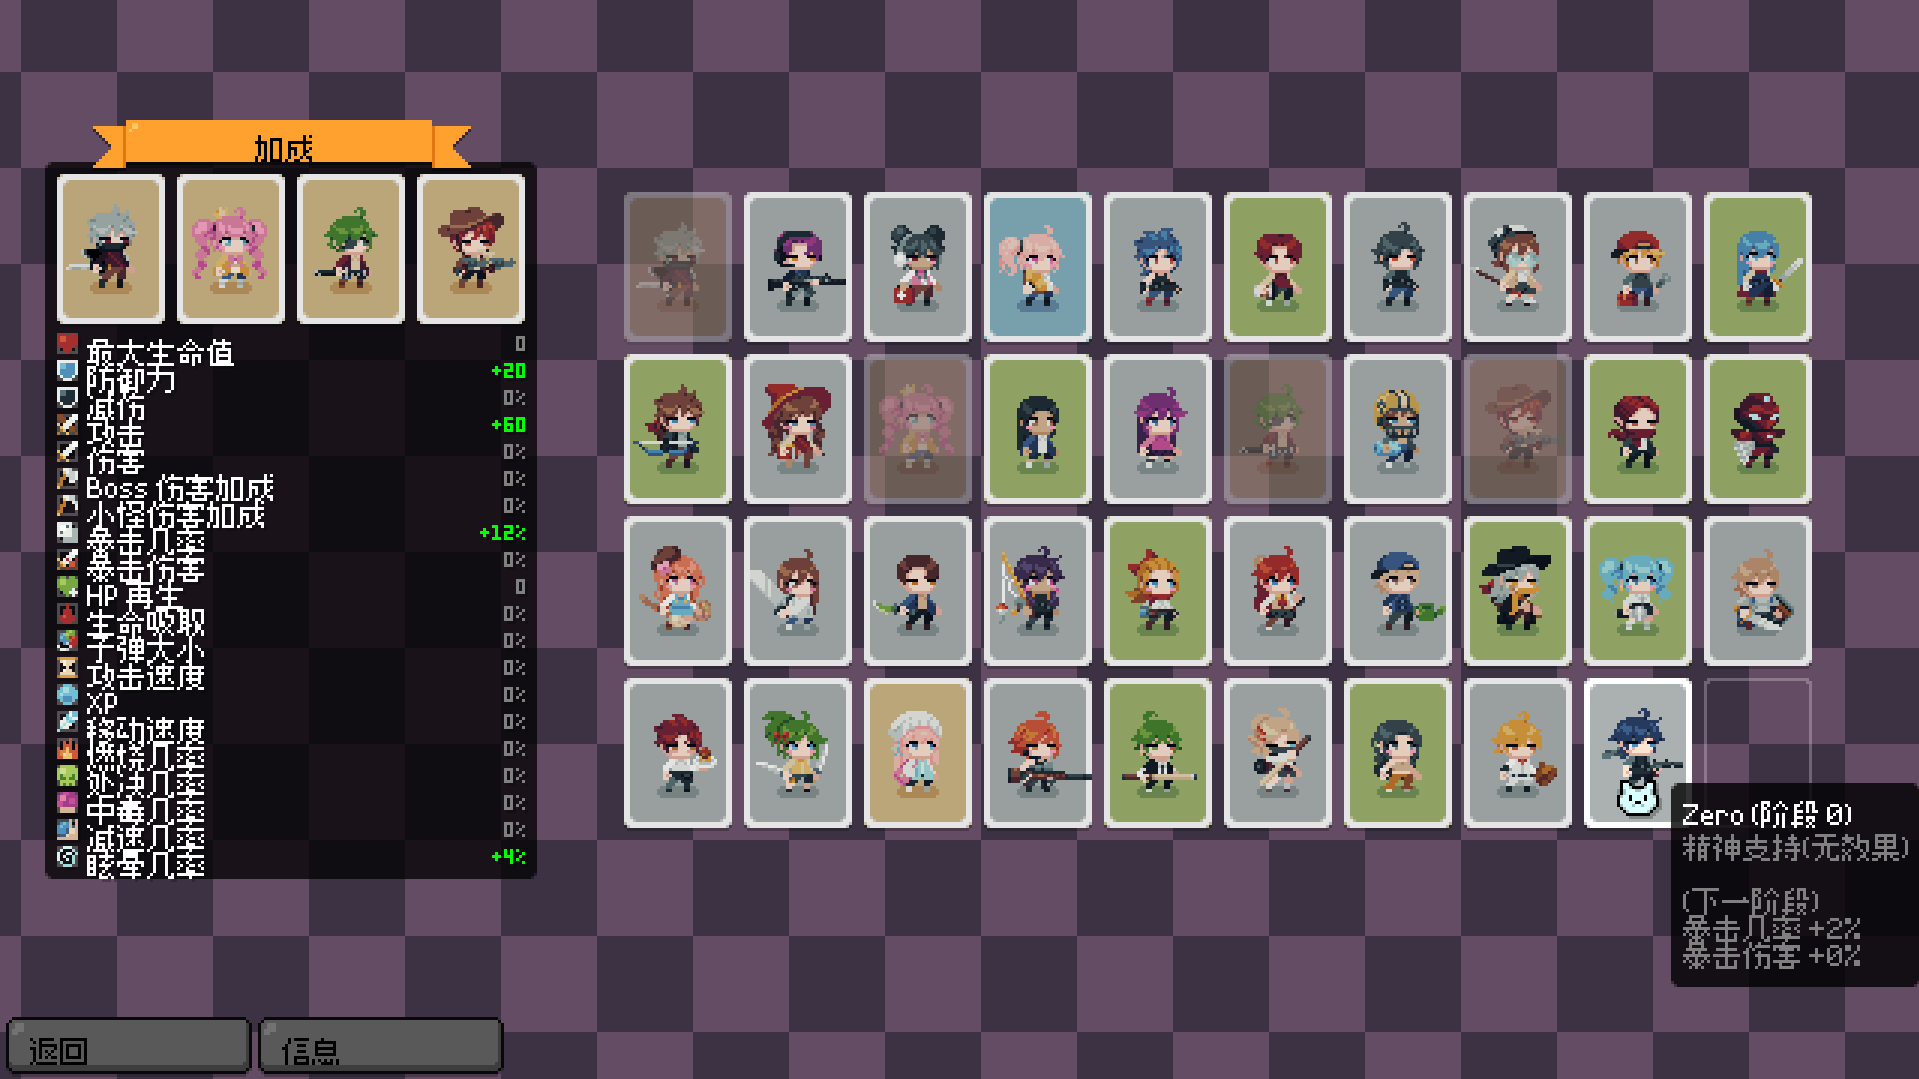 加成
最大生命值 0
防御力 +20
减伤 0%
攻击 +60
伤害 0%
Boss 伤害加成 0%
小怪伤害加成 0%
暴击几率 +12%
暴击伤害 0%
HP 再生 0
生命吸取 0%
子弹大小 0%
攻击速度 0%
XP 0%
移动速度 0%
燃烧几率 0%
处决几率 0%
中毒几率 0%
减速几率 0%
眩晕几率 +4%
Zero (阶段 0)
精神支持(无效果)
(下一阶段)
暴击几率 +2%
暴击伤害 +0%
返回
信息